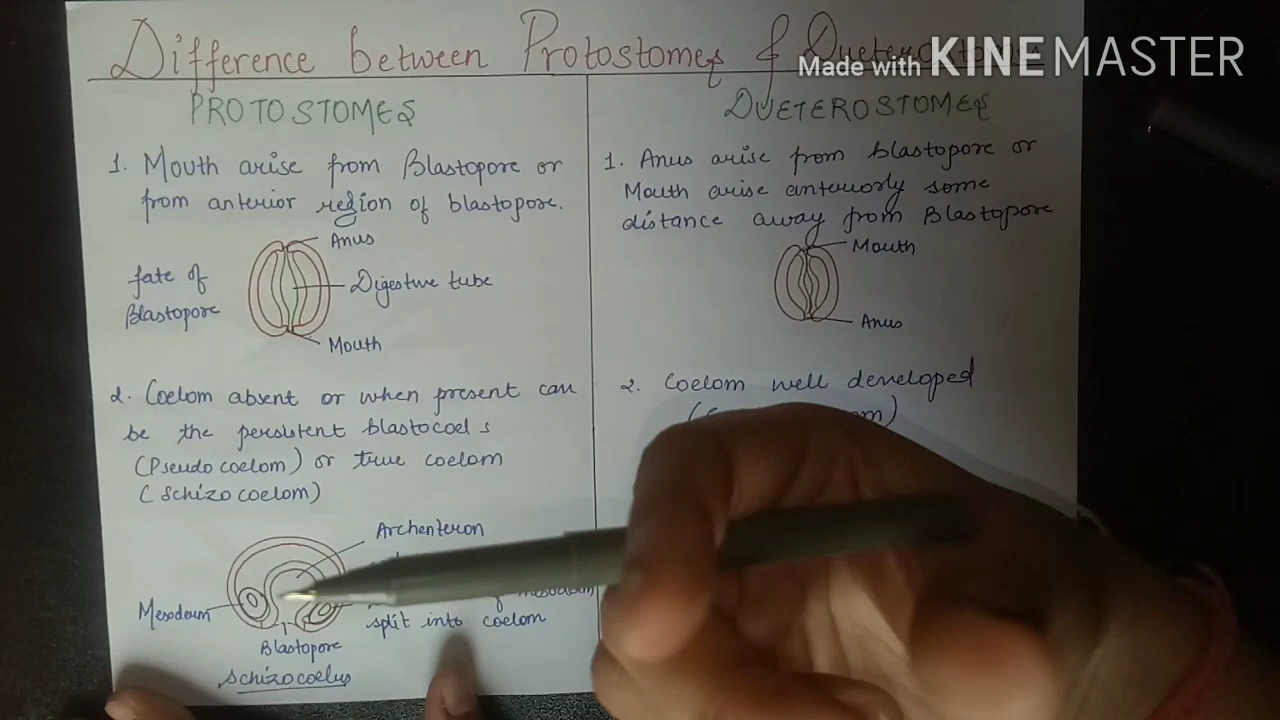 Difference between Protostomes &
Made with KINEMASTER
PROTOSTOMES
1. Mouth arise from Blastopore or
from anterior region of blastopore.
Anus
fate of
Blastopore
Digestive tube
Mouth
2. Coelom absent or when present can
be the persistent blastocoels
(Pseudo coelom) or true coelom
(schizo coelom)
Archenteron
Mesoderm
mesodem
split into coelom
Blastopore
Schizocoelus
DUETEROSTOMES
1. Anus arise from blastopore or
Mouth arise anteriorly some
distance away from Blastopore
Mouth
Anus
2. Coelom well developed